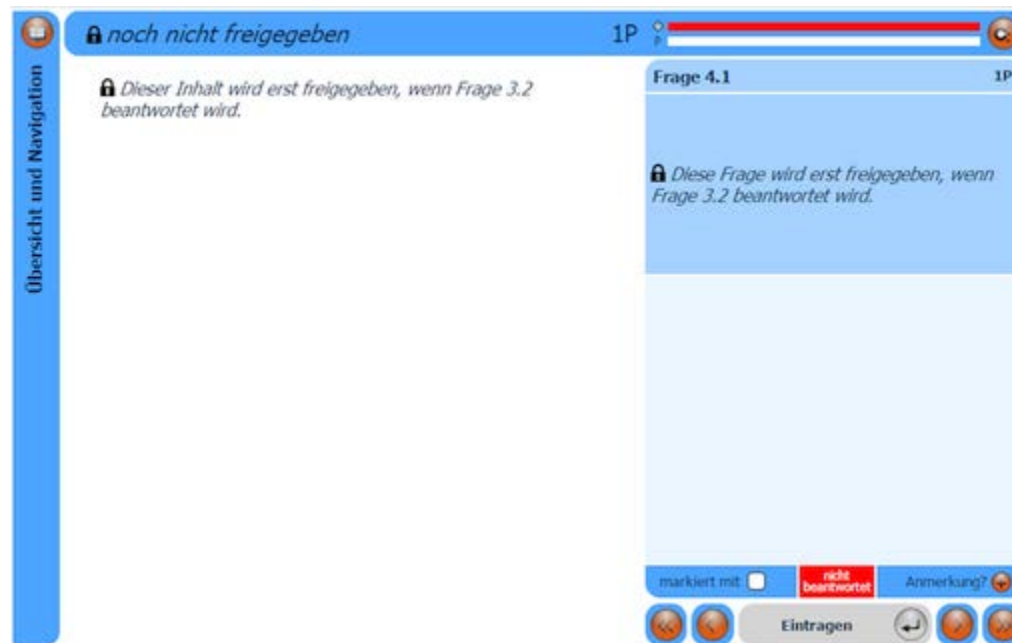 Übersicht und Navigation
noch nicht freigegeben
1P
P
Dieser Inhalt wird erst freigegeben, wenn Frage 3.2
beantwortet wird.
Frage 4.1 1P
Diese Frage wird erst freigegeben, wenn
Frage 3.2 beantwortet wird.
markiert mit
nicht
beantwortet
Anmerkung?
Eintragen